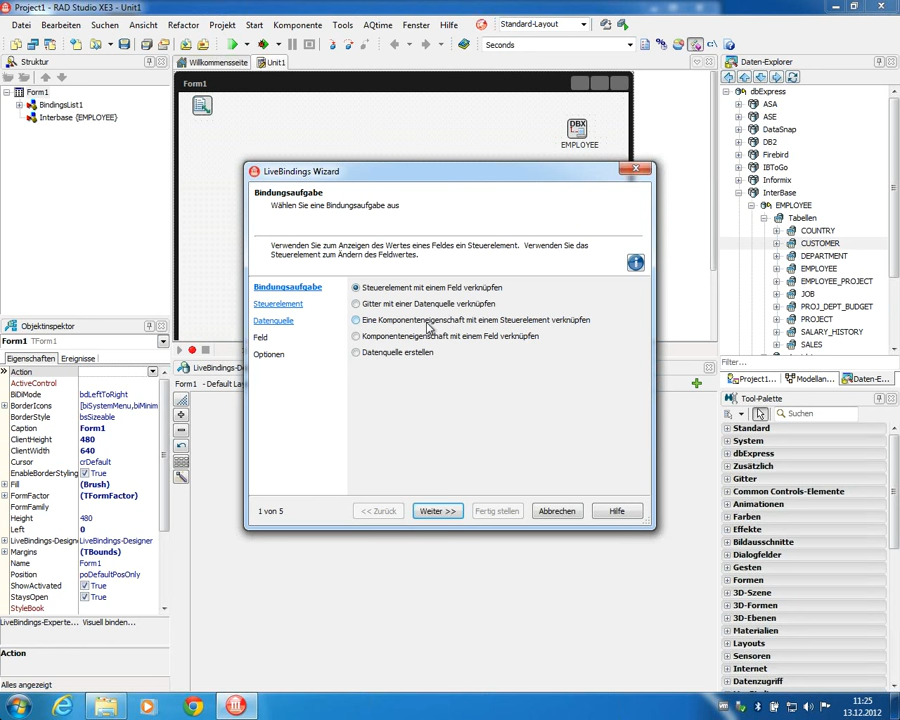 Project1 - RAD Studio XE3 - Unit1
Datei Bearbeiten Suchen Ansicht Refactor Projekt Start Komponente Tools AQtime Fenster Hilfe Standard-Layout
Seconds
Struktur
Form1
BindingsList1
Interbase {EMPLOYEE}
Willkommensseite Unit1
Form1
DBX
EMPLOYEE
LiveBindings Wizard
Bindungsaufgabe
Wählen Sie eine Bindungsaufgabe aus
Verwenden Sie zum Anzeigen des Wertes eines Feldes ein Steuerelement. Verwenden Sie das
Steuerelement zum Ändern des Feldwertes.
Bindungsaufgabe
Steuerelement
Datenquelle
Feld
Optionen
Steuerelement mit einem Feld verknüpfen
Gitter mit einer Datenquelle verknüpfen
Eine Komponenteneigenschaft mit einem Steuerelement verknüpfen
Komponenteneigenschaft mit einem Feld verknüpfen
Datenquelle erstellen
1 von 5
<< Zurück
Weiter >>
Fertig stellen
Abbrechen
Hilfe
LiveBindings-De
Form1 - Default La
Objektinspektor
Form1 TForm1
Eigenschaften Ereignisse
Action
ActiveControl
BiDiMode bdLeftToRight
BorderIcons [biSystemMenu,biMinim
BorderStyle bsSizeable
Caption Form1
ClientHeight 480
ClientWidth 640
Cursor crDefault
EnableBorderStyling True
Fill (Brush)
FormFactor (TFormFactor)
FormFamily
Height 480
Left 0
LiveBindings-Designer LiveBindings-Designer
Margins (TBounds)
Name Form1
Position poDefaultPosOnly
ShowActivated True
StaysOpen True
StyleBook
LiveBindings-Experte... Visuell binden...
Action
Alles angezeigt
Daten-Explorer
dbExpress
ASA
ASE
DataSnap
DB2
Firebird
IBToGo
Informix
InterBase
EMPLOYEE
Tabellen
COUNTRY
CUSTOMER
DEPARTMENT
EMPLOYEE
EMPLOYEE_PROJECT
JOB
PROJ_DEPT_BUDGET
PROJECT
SALARY_HISTORY
SALES
Filter...
Project1... Modellan... Daten-E...
Tool-Palette
Suchen
Standard
System
dbExpress
Zusätzlich
Gitter
Common Controls-Elemente
Animationen
Farben
Effekte
Bildausschnitte
Dialogfelder
Gesten
Formen
3D-Szene
3D-Formen
3D-Ebenen
Materialien
Layouts
Sensoren
Internet
Datenzugriff
11:25
13.12.2012